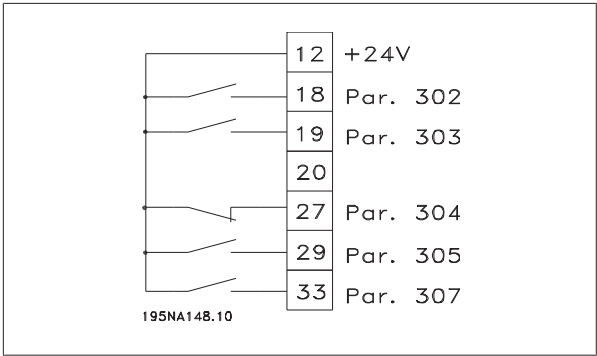 12 +24V
18 Par. 302
19 Par. 303
20
27 Par. 304
29 Par. 305
33 Par. 307
195NA148.10